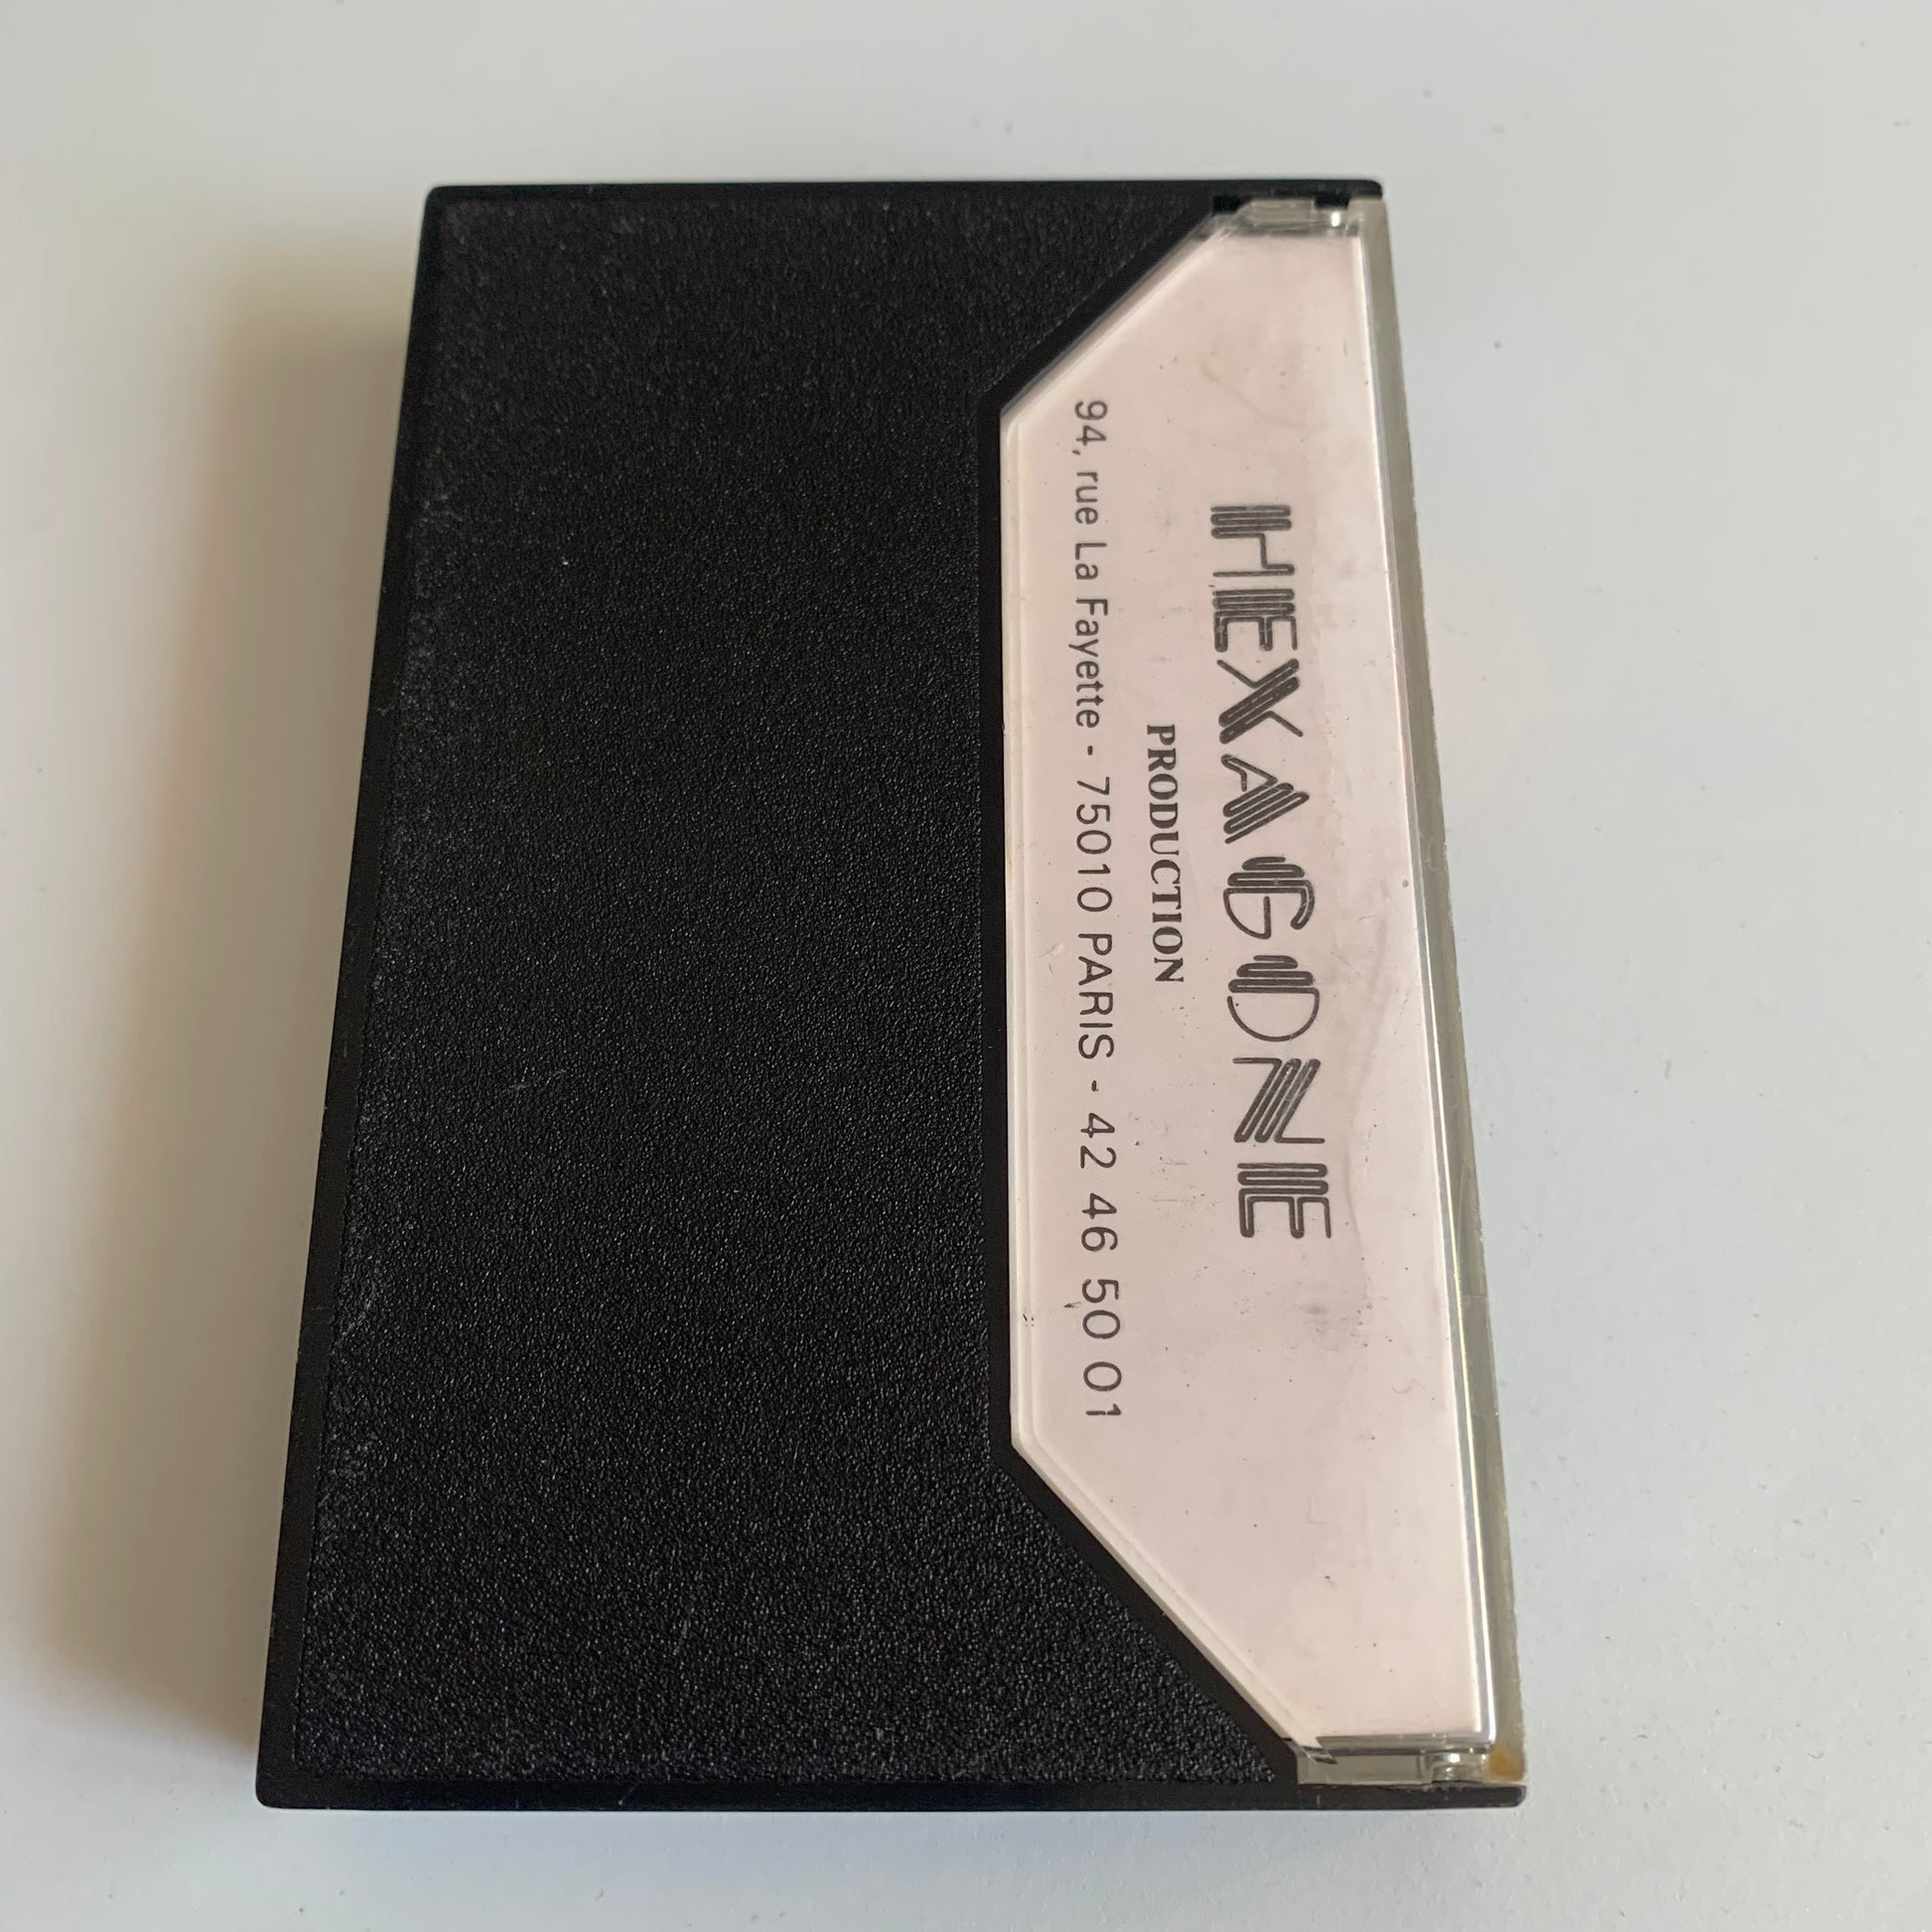 HEXAGONE
PRODUCTION
94, rue La Fayette - 75010 PARIS - 42 46 50 01